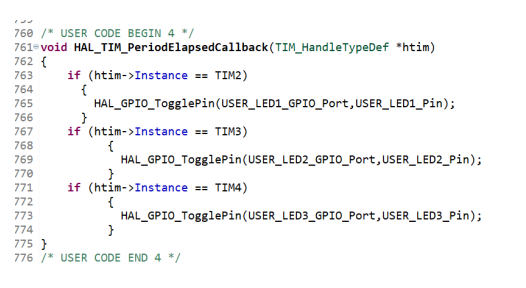 760 /* USER CODE BEGIN 4 */
761 void HAL_TIM_PeriodElapsedCallback(TIM_HandleTypeDef *htim)
762 {
763     if (htim->Instance == TIM2)
764       {
765         HAL_GPIO_TogglePin(USER_LED1_GPIO_Port,USER_LED1_Pin);
766       }
767     if (htim->Instance == TIM3)
768           {
769             HAL_GPIO_TogglePin(USER_LED2_GPIO_Port,USER_LED2_Pin);
770           }
771     if (htim->Instance == TIM4)
772           {
773             HAL_GPIO_TogglePin(USER_LED3_GPIO_Port,USER_LED3_Pin);
774           }
775 }
776 /* USER CODE END 4 */